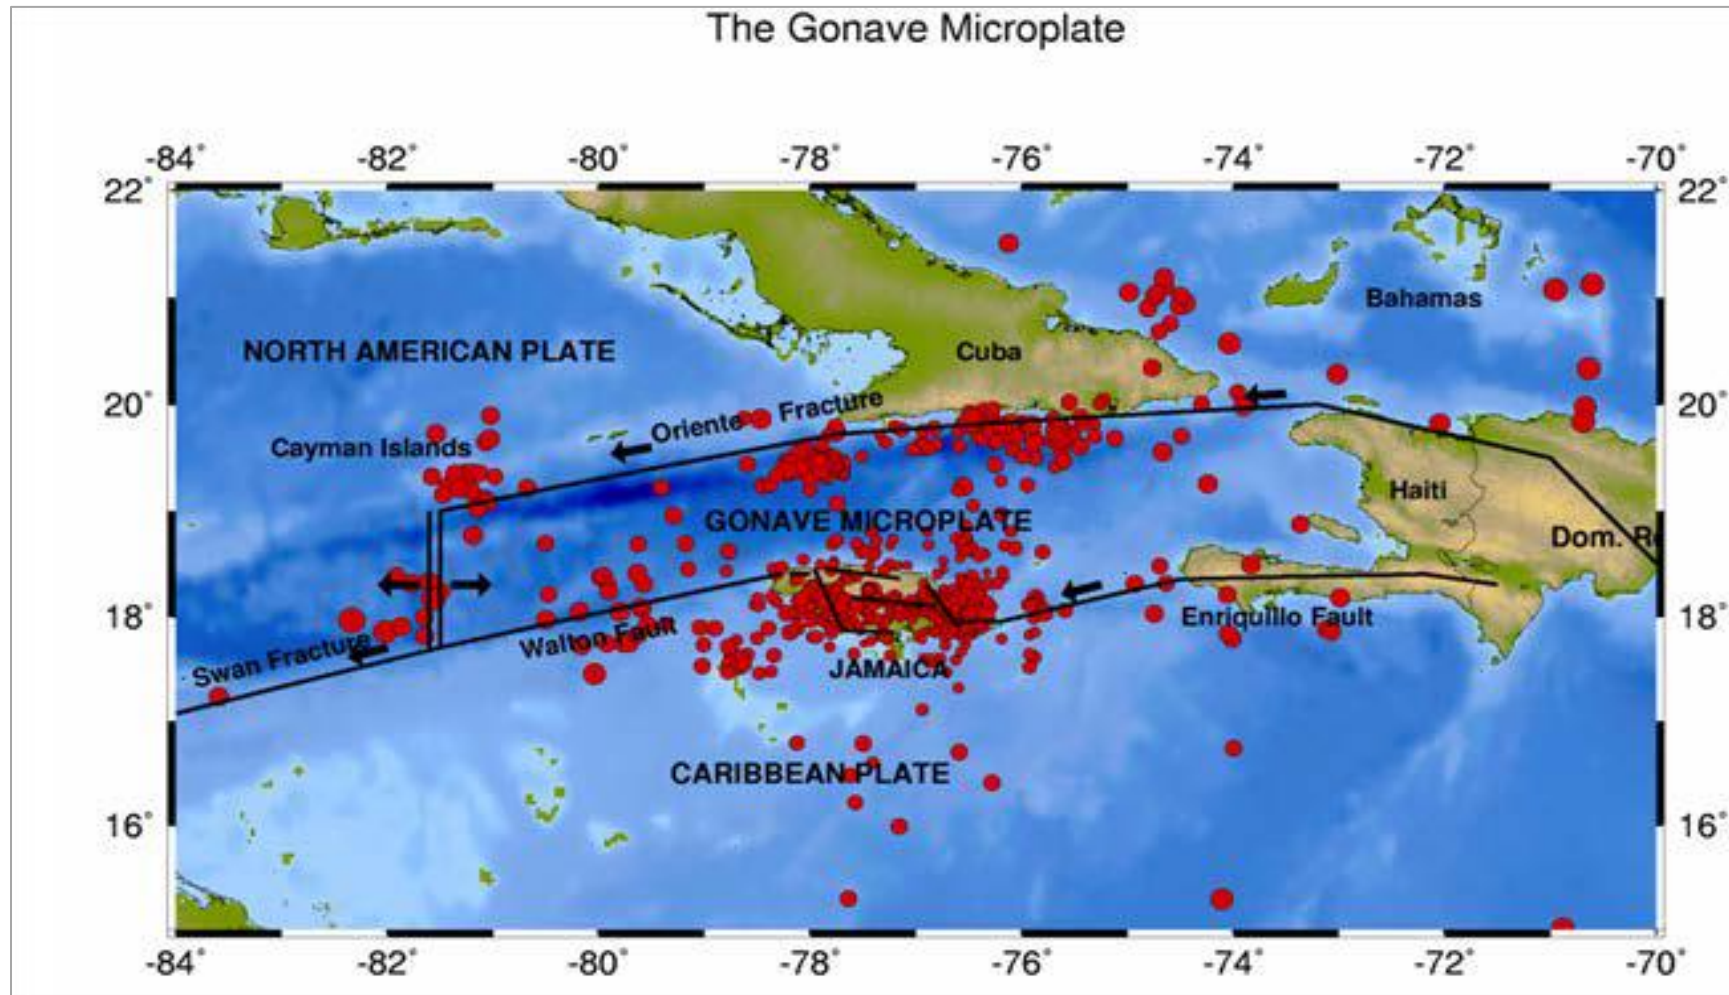 The Gonave Microplate
-84° -82° -80° -78° -76° -74° -72° -70°
22° 22°
Bahamas
NORTH AMERICAN PLATE
Cuba
20° 20°
Oriente Fracture
Cayman Islands
Haiti
GONAVE MICROPLATE
Dom. Re
18° 18°
Enriquillo Fault
Walton Fault
Swan Fracture
JAMAICA
CARIBBEAN PLATE
16° 16°
-84° -82° -80° -78° -76° -74° -72° -70°